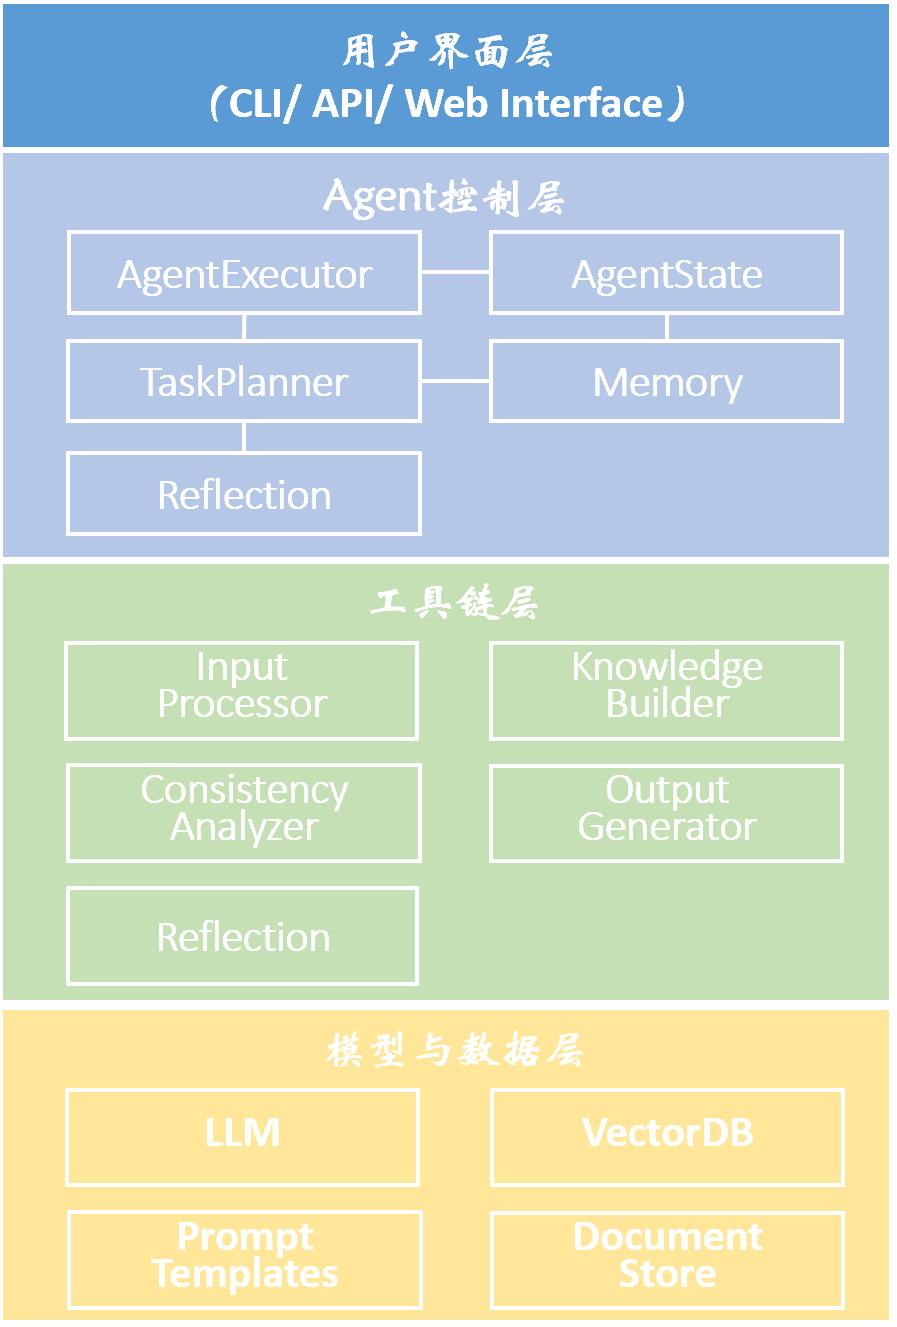 用户界面层
（CLI/ API/ Web Interface）
Agent控制层
AgentExecutor
AgentState
TaskPlanner
Memory
Reflection
工具链层
Input
Processor
Knowledge
Builder
Consistency
Analyzer
Output
Generator
Reflection
模型与数据层
LLM
VectorDB
Prompt
Templates
Document
Store